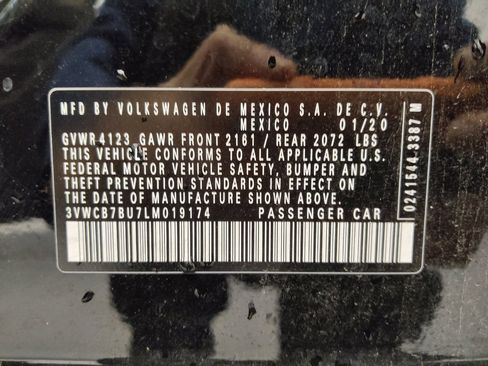 MFD BY VOLKSWAGEN DE MEXICO S.A. DE C.V.
MEXICO 01/20
GVWR 4123 GAWR FRONT 2161 / REAR 2072 LBS
THIS VEHICLE CONFORMS TO ALL APPLICABLE U.S.
FEDERAL MOTOR VEHICLE SAFETY, BUMPER AND
THEFT PREVENTION STANDARDS IN EFFECT ON
THE DATE OF MANUFACTURE SHOWN ABOVE.
3VWCB7BU7LM019174 PASSENGER CAR
0241544-3387 M